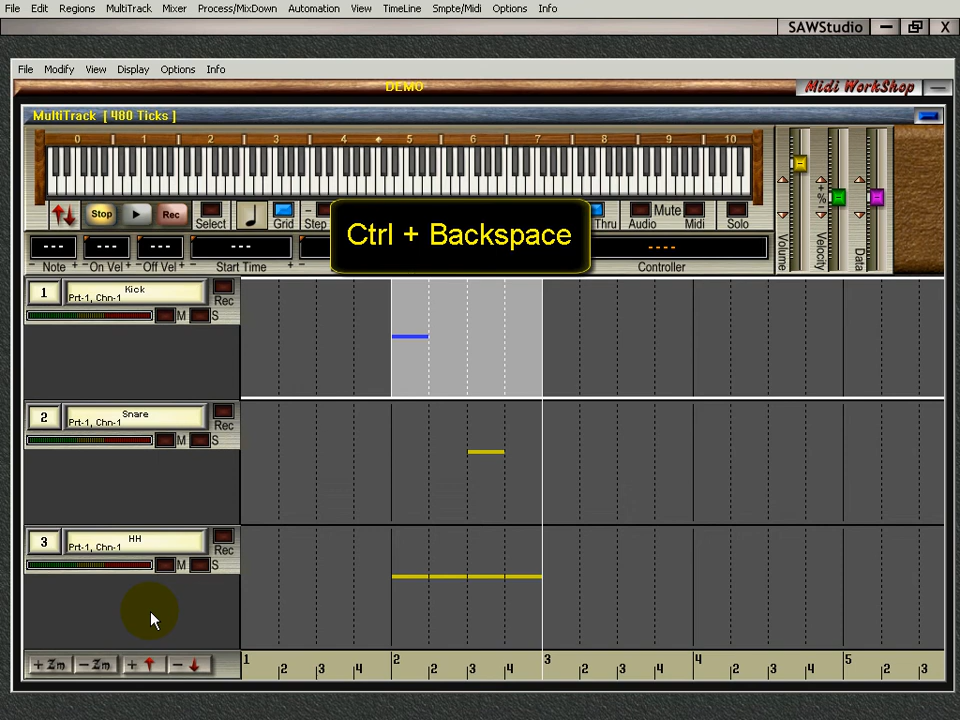 File Edit Regions MultiTrack Mixer Process/MixDown Automation View TimeLine Smpte/Midi Options Info
SAWStudio X
File Modify View Display Options Info
DEMO Midi WorkShop
MultiTrack [ 480 Ticks ]
0 1 2 3 4 5 6 7 8 9 10
Stop Rec Select Grid Step Thru Audio Mute Midi Solo
Ctrl + Backspace
--- --- --- --- ----
- Note + - On Vel + - Off Vel + - Start Time + Controller
Volume + % - Velocity Data
1 Kick Rec
Prt-1, Chn-1
M S
2 Snare Rec
Prt-1, Chn-1
M S
3 HH Rec
Prt-1, Chn-1
M S
+ Zm - Zm + -
1 2 3 4 2 2 3 4 3 2 3 4 4 2 3 4 5 2 3